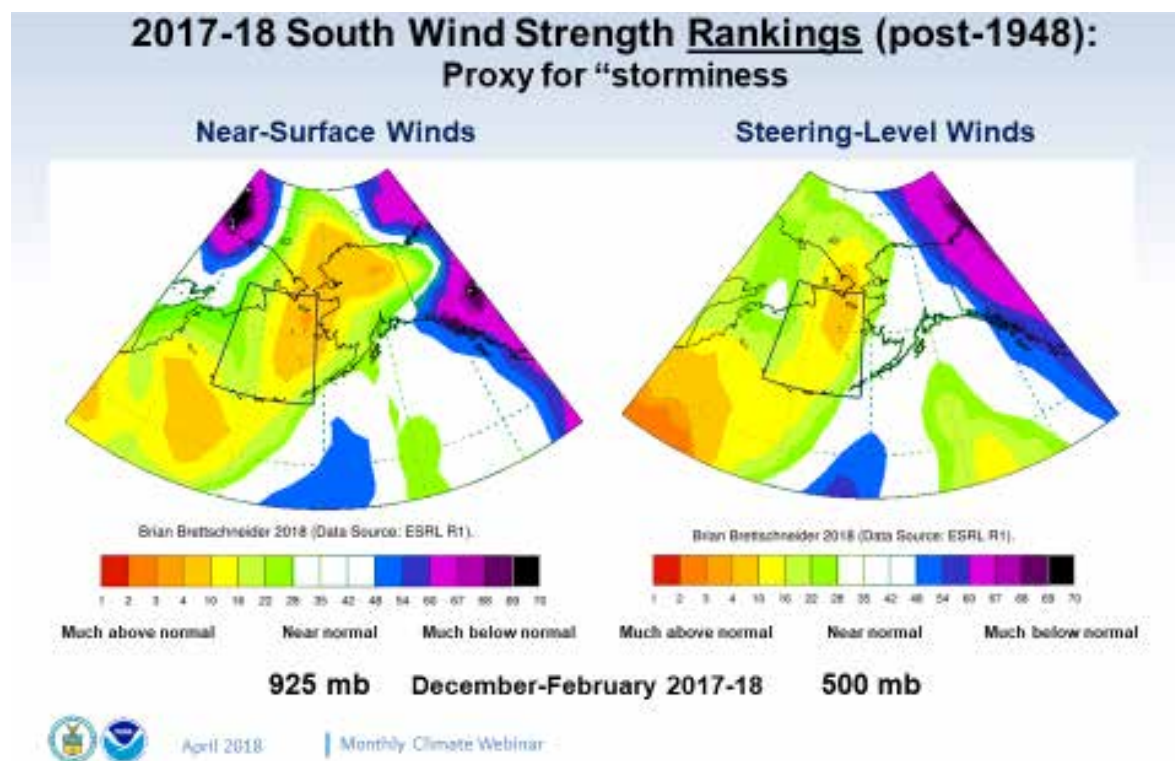 2017-18 South Wind Strength Rankings (post-1948):
Proxy for “storminess
Near-Surface Winds
Steering-Level Winds
Brian Brettschneider 2018 (Data Source: ESRL R1).
Brian Brettschneider 2018 (Data Source: ESRL R1).
1 2 3 4 10 16 22 28 35 42 48 54 60 67 68 69 70
1 2 3 4 10 16 22 28 35 42 48 54 60 67 68 69 70
Much above normal Near normal Much below normal
Much above normal Near normal Much below normal
925 mb December-February 2017-18 500 mb
April 2018 Monthly Climate Webinar